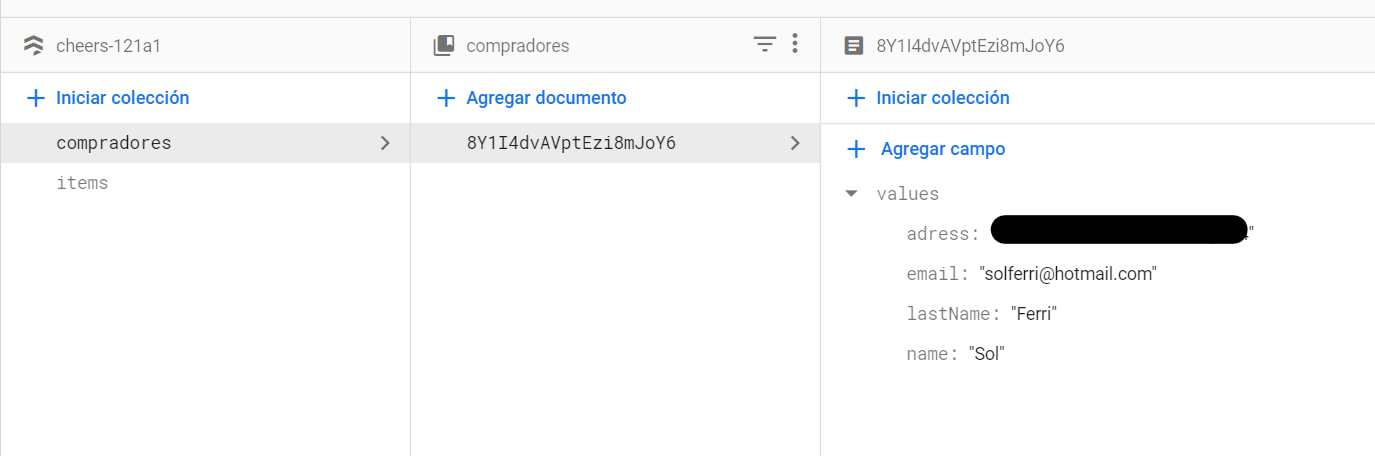 cheers-121a1
compradores
8Y1I4dvAVptEzi8mJoY6
Iniciar colección
Agregar documento
Iniciar colección
compradores
8Y1I4dvAVptEzi8mJoY6
Agregar campo
items
values
adress:
email: "solferri@hotmail.com"
lastName: "Ferri"
name: "Sol"